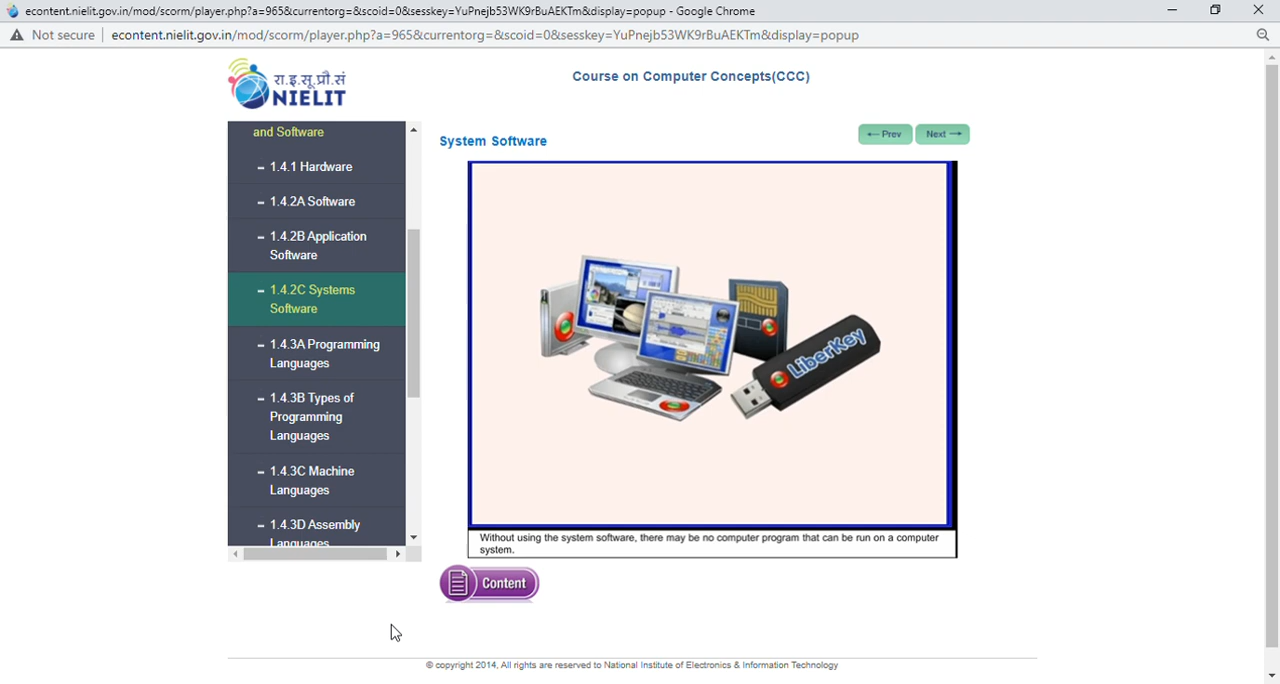 econtent.nielit.gov.in/mod/scorm/player.php?a=965&currentorg=&scoid=0&sesskey=YuPnejb53WK9rBuAEKTm&display=popup - Google Chrome
Not secure | econtent.nielit.gov.in/mod/scorm/player.php?a=965&currentorg=&scoid=0&sesskey=YuPnejb53WK9rBuAEKTm&display=popup
रा.इ.सू.प्रौ.सं
NIELIT
Course on Computer Concepts(CCC)
and Software
- 1.4.1 Hardware
- 1.4.2A Software
- 1.4.2B Application
Software
- 1.4.2C Systems
Software
- 1.4.3A Programming
Languages
- 1.4.3B Types of
Programming
Languages
- 1.4.3C Machine
Languages
- 1.4.3D Assembly
Languages
System Software
← Prev
Next →
LiberKey
Without using the system software, there may be no computer program that can be run on a computer
system.
Content
© copyright 2014, All rights are reserved to National Institute of Electronics & Information Technology